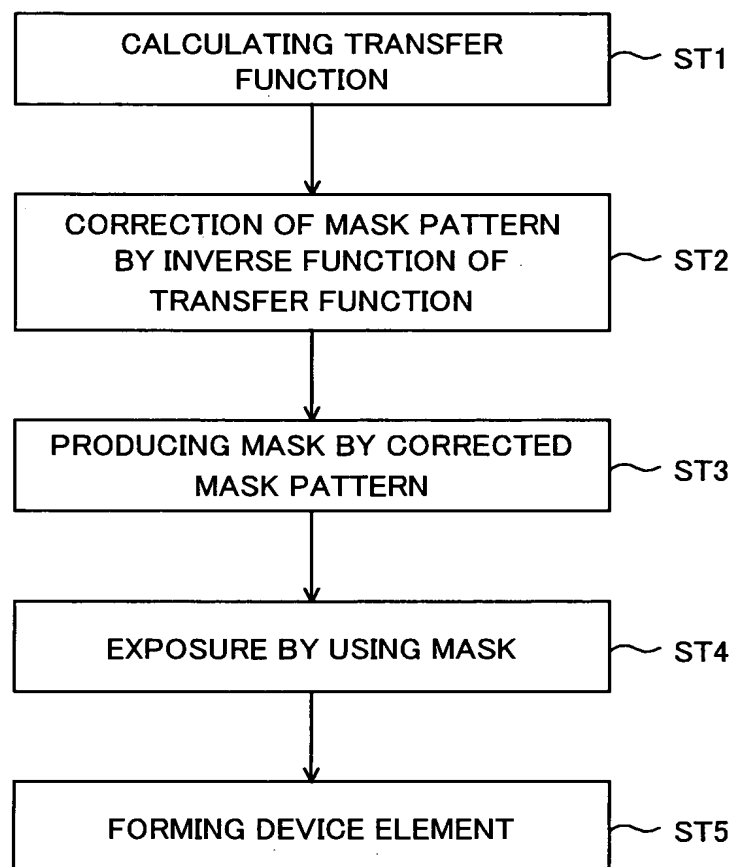 CALCULATING TRANSFER
FUNCTION
ST1
CORRECTION OF MASK PATTERN
BY INVERSE FUNCTION OF
TRANSFER FUNCTION
ST2
PRODUCING MASK BY CORRECTED
MASK PATTERN
ST3
EXPOSURE BY USING MASK
ST4
FORMING DEVICE ELEMENT
ST5